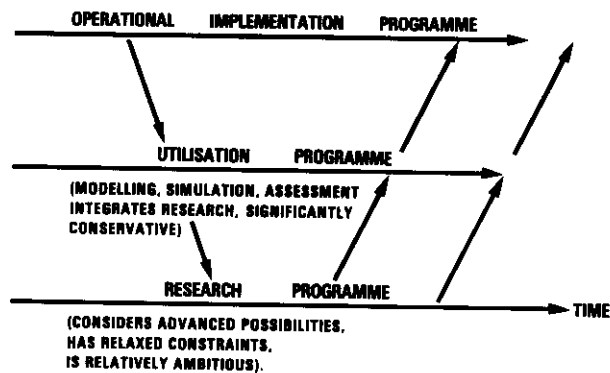 OPERATIONAL IMPLEMENTATION PROGRAMME
UTILISATION PROGRAMME
(MODELLING, SIMULATION, ASSESSMENT
INTEGRATES RESEARCH, SIGNIFICANTLY
CONSERVATIVE)
RESEARCH PROGRAMME
TIME
(CONSIDERS ADVANCED POSSIBILITIES,
HAS RELAXED CONSTRAINTS,
IS RELATIVELY AMBITIOUS).